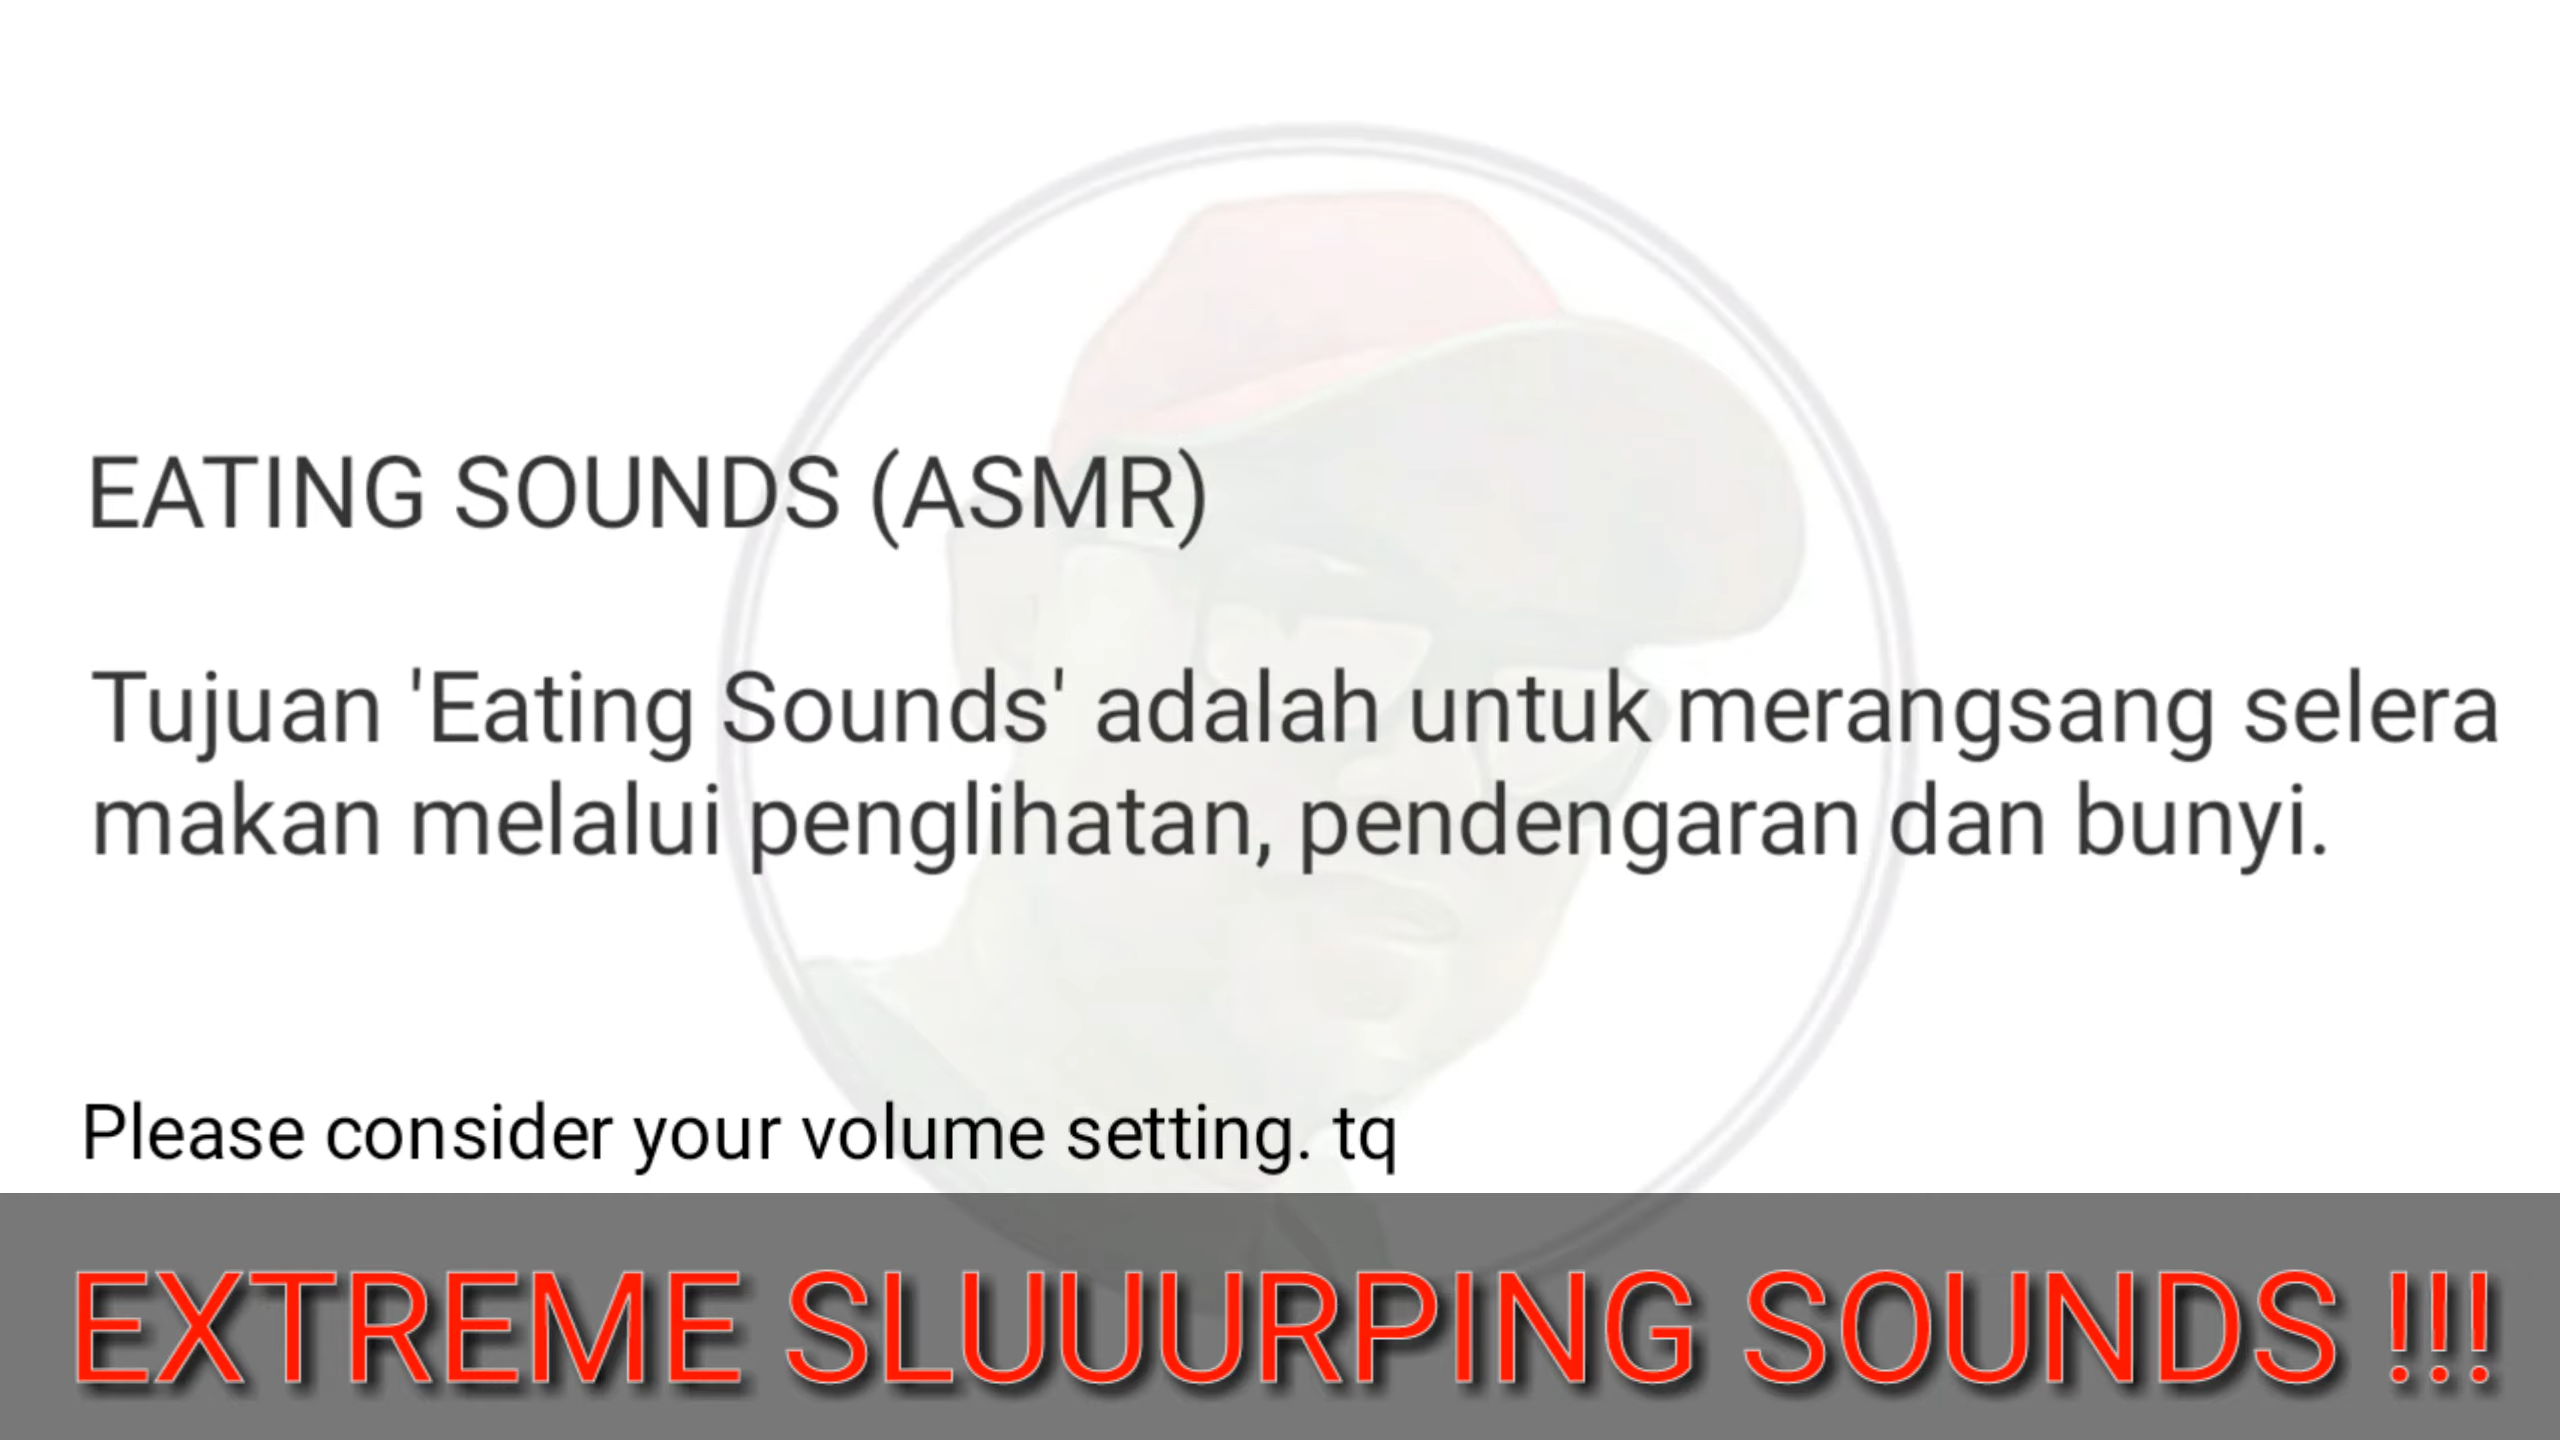 EATING SOUNDS (ASMR)
Tujuan 'Eating Sounds' adalah untuk merangsang selera
makan melalui penglihatan, pendengaran dan bunyi.
Please consider your volume setting. tq
EXTREME SLUUURPING SOUNDS !!!